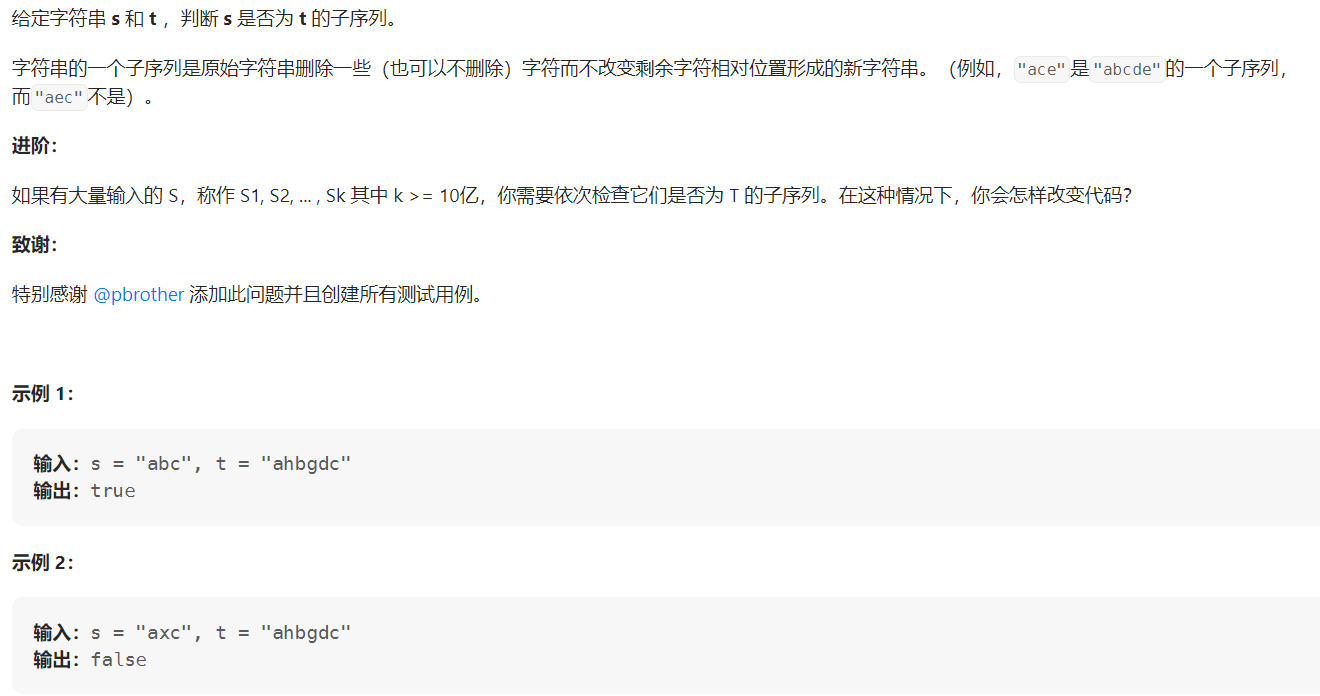 给定字符串 s 和 t ，判断 s 是否为 t 的子序列。
字符串的一个子序列是原始字符串删除一些（也可以不删除）字符而不改变剩余字符相对位置形成的新字符串。（例如，"ace"是"abcde"的一个子序列，
而"aec"不是）。
进阶：
如果有大量输入的 S，称作 S1, S2, ... , Sk 其中 k >= 10亿，你需要依次检查它们是否为 T 的子序列。在这种情况下，你会怎样改变代码？
致谢：
特别感谢 @pbrother 添加此问题并且创建所有测试用例。
示例 1：
输入：s = "abc", t = "ahbgdc"
输出：true
示例 2：
输入：s = "axc", t = "ahbgdc"
输出：false